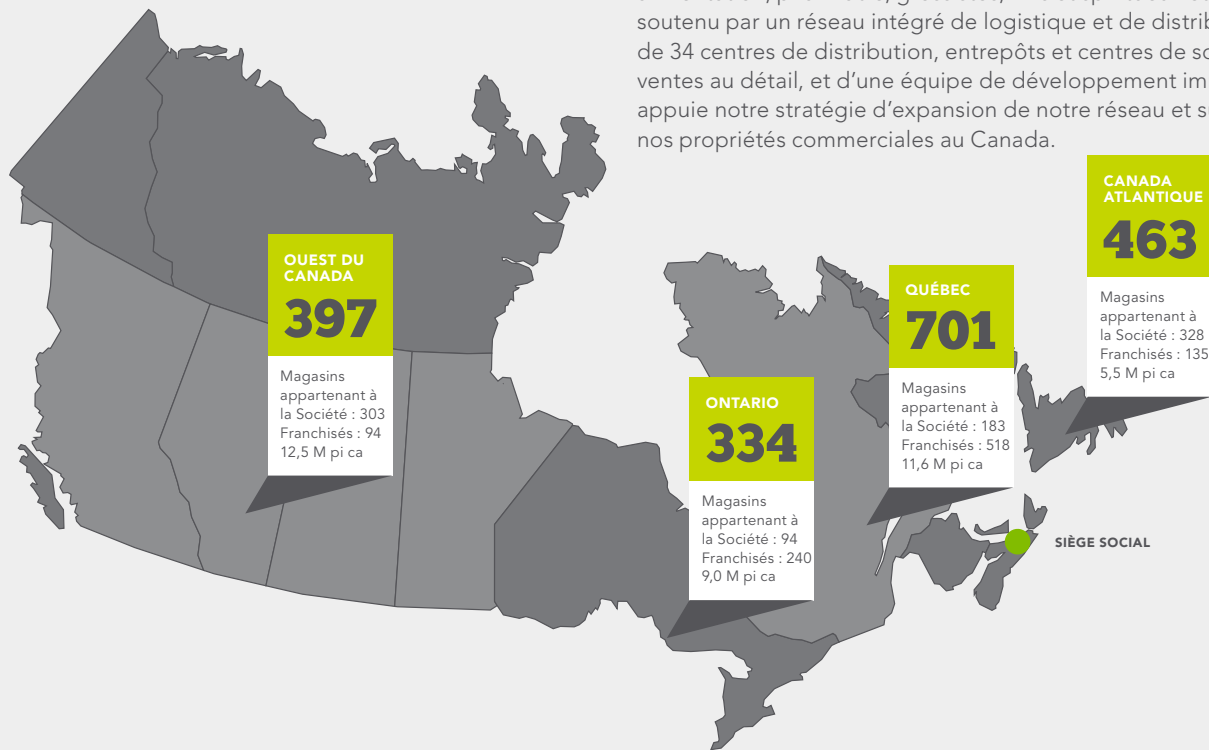 soutenu par un réseau intégré de logistique et de
de 34 centres de distribution, entrepôts et centres de
ventes au détail, et d'une équipe de développement
appuie notre stratégie d'expansion de notre réseau et
nos propriétés commerciales au Canada.
CANADA
ATLANTIQUE
463
Magasins
appartenant à
la Société : 328
Franchisés : 135
5,5 M pi ca
OUEST DU
CANADA
397
Magasins
appartenant à
la Société : 303
Franchisés : 94
12,5 M pi ca
QUÉBEC
701
Magasins
appartenant à
la Société : 183
Franchisés : 518
11,6 M pi ca
ONTARIO
334
Magasins
appartenant à
la Société : 94
Franchisés : 240
9,0 M pi ca
SIÈGE SOCIAL